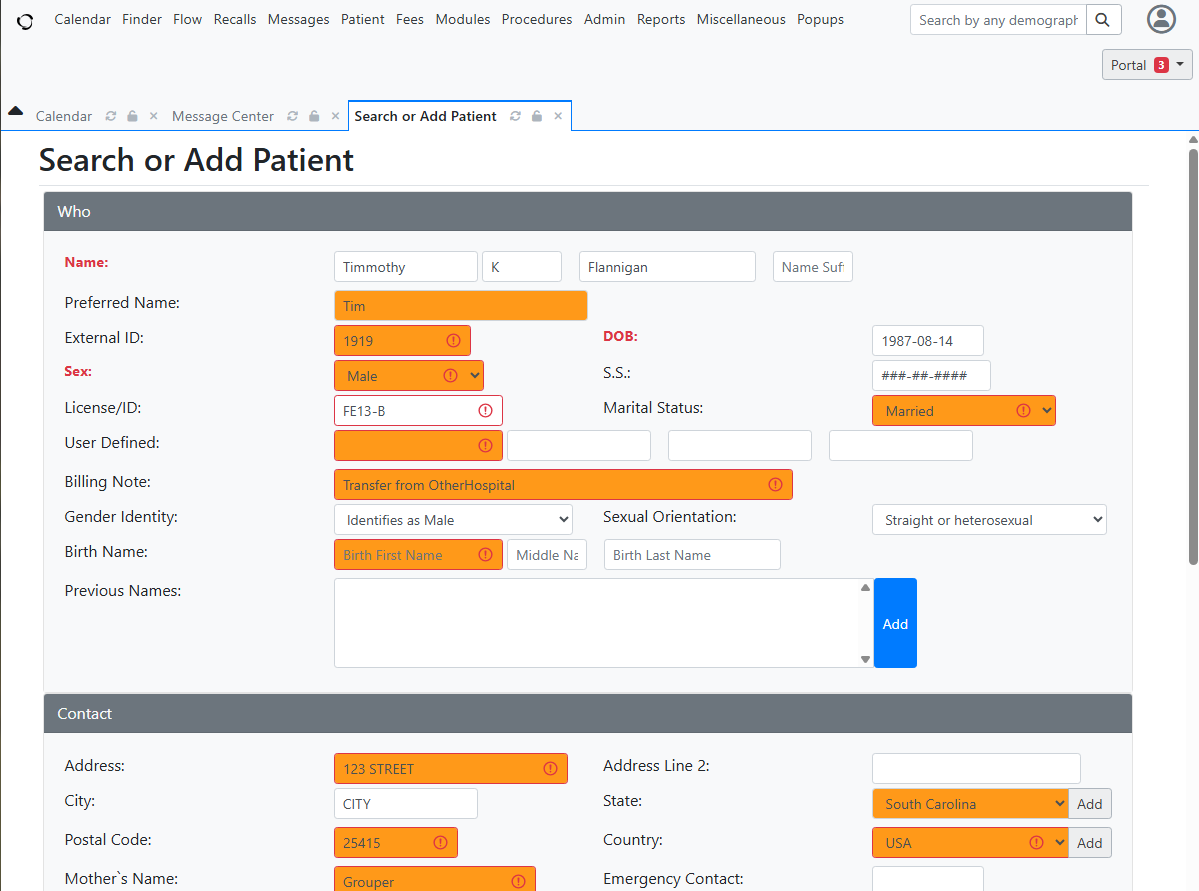 Calendar Finder Flow Recalls Messages Patient Fees Modules Procedures Admin Reports Miscellaneous Popups Search by any demograph
Portal 3
Calendar Message Center Search or Add Patient
Search or Add Patient
Who
Name: Timmothy K Flannigan Name Suf
Preferred Name: Tim
External ID: 1919 DOB: 1987-08-14
Sex: Male S.S.: ###-##-####
License/ID: FE13-B Marital Status: Married
User Defined:
Billing Note: Transfer from OtherHospital
Gender Identity: Identifies as Male Sexual Orientation: Straight or heterosexual
Birth Name: Birth First Name Middle Na Birth Last Name
Previous Names:
Add
Contact
Address: 123 STREET Address Line 2:
City: CITY State: South Carolina Add
Postal Code: 25415 Country: USA Add
Mother`s Name: Grouper Emergency Contact: